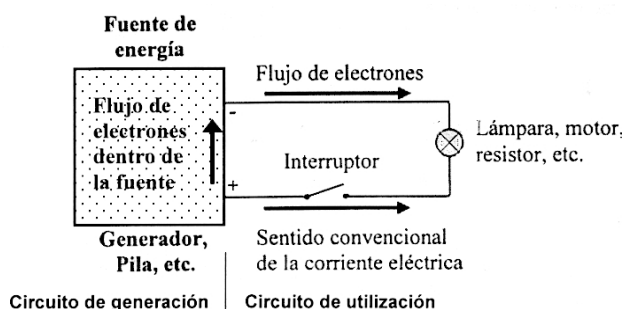 Fuente de
energía
Flujo de
electrones
dentro de
la fuente
-
+
Generador,
Pila, etc.
Flujo de electrones
Interruptor
Lámpara, motor,
resistor, etc.
Sentido convencional
de la corriente eléctrica
Circuito de generación
Circuito de utilización